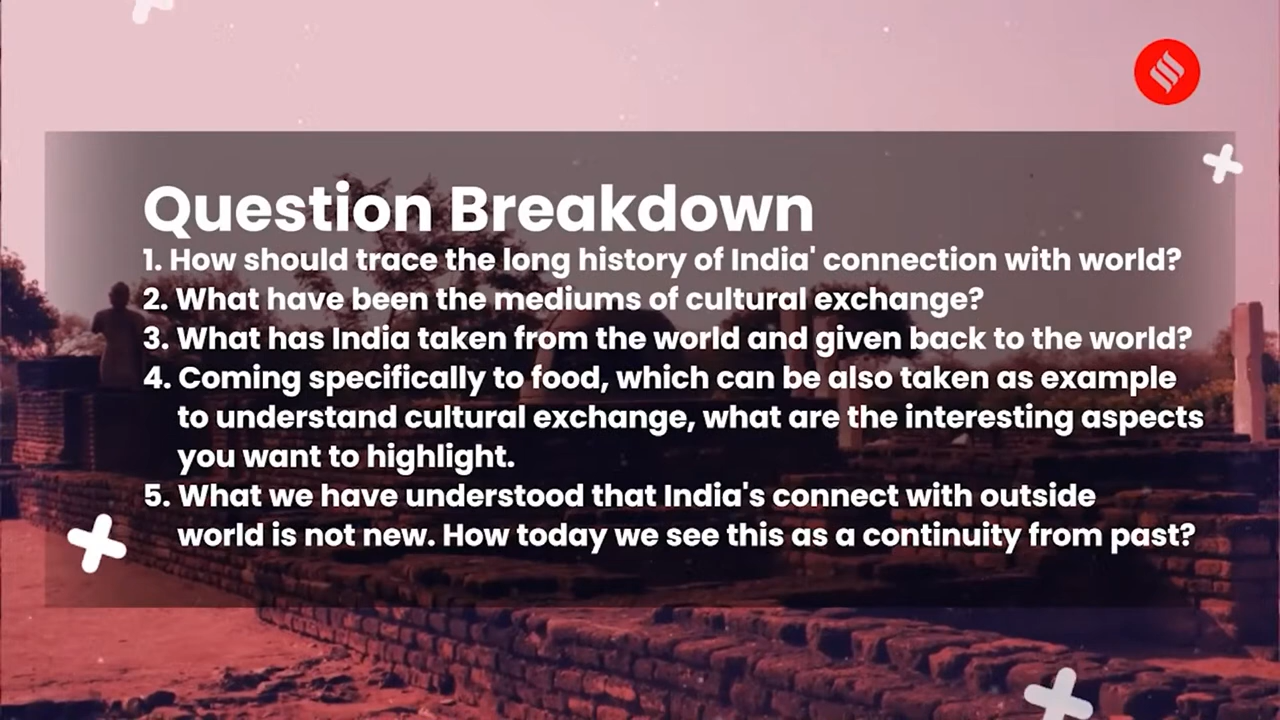 Question Breakdown
1. How should trace the long history of India' connection with world?
2. What have been the mediums of cultural exchange?
3. What has India taken from the world and given back to the world?
4. Coming specifically to food, which can be also taken as example
to understand cultural exchange, what are the interesting aspects
you want to highlight.
5. What we have understood that India's connect with outside
world is not new. How today we see this as a continuity from past?